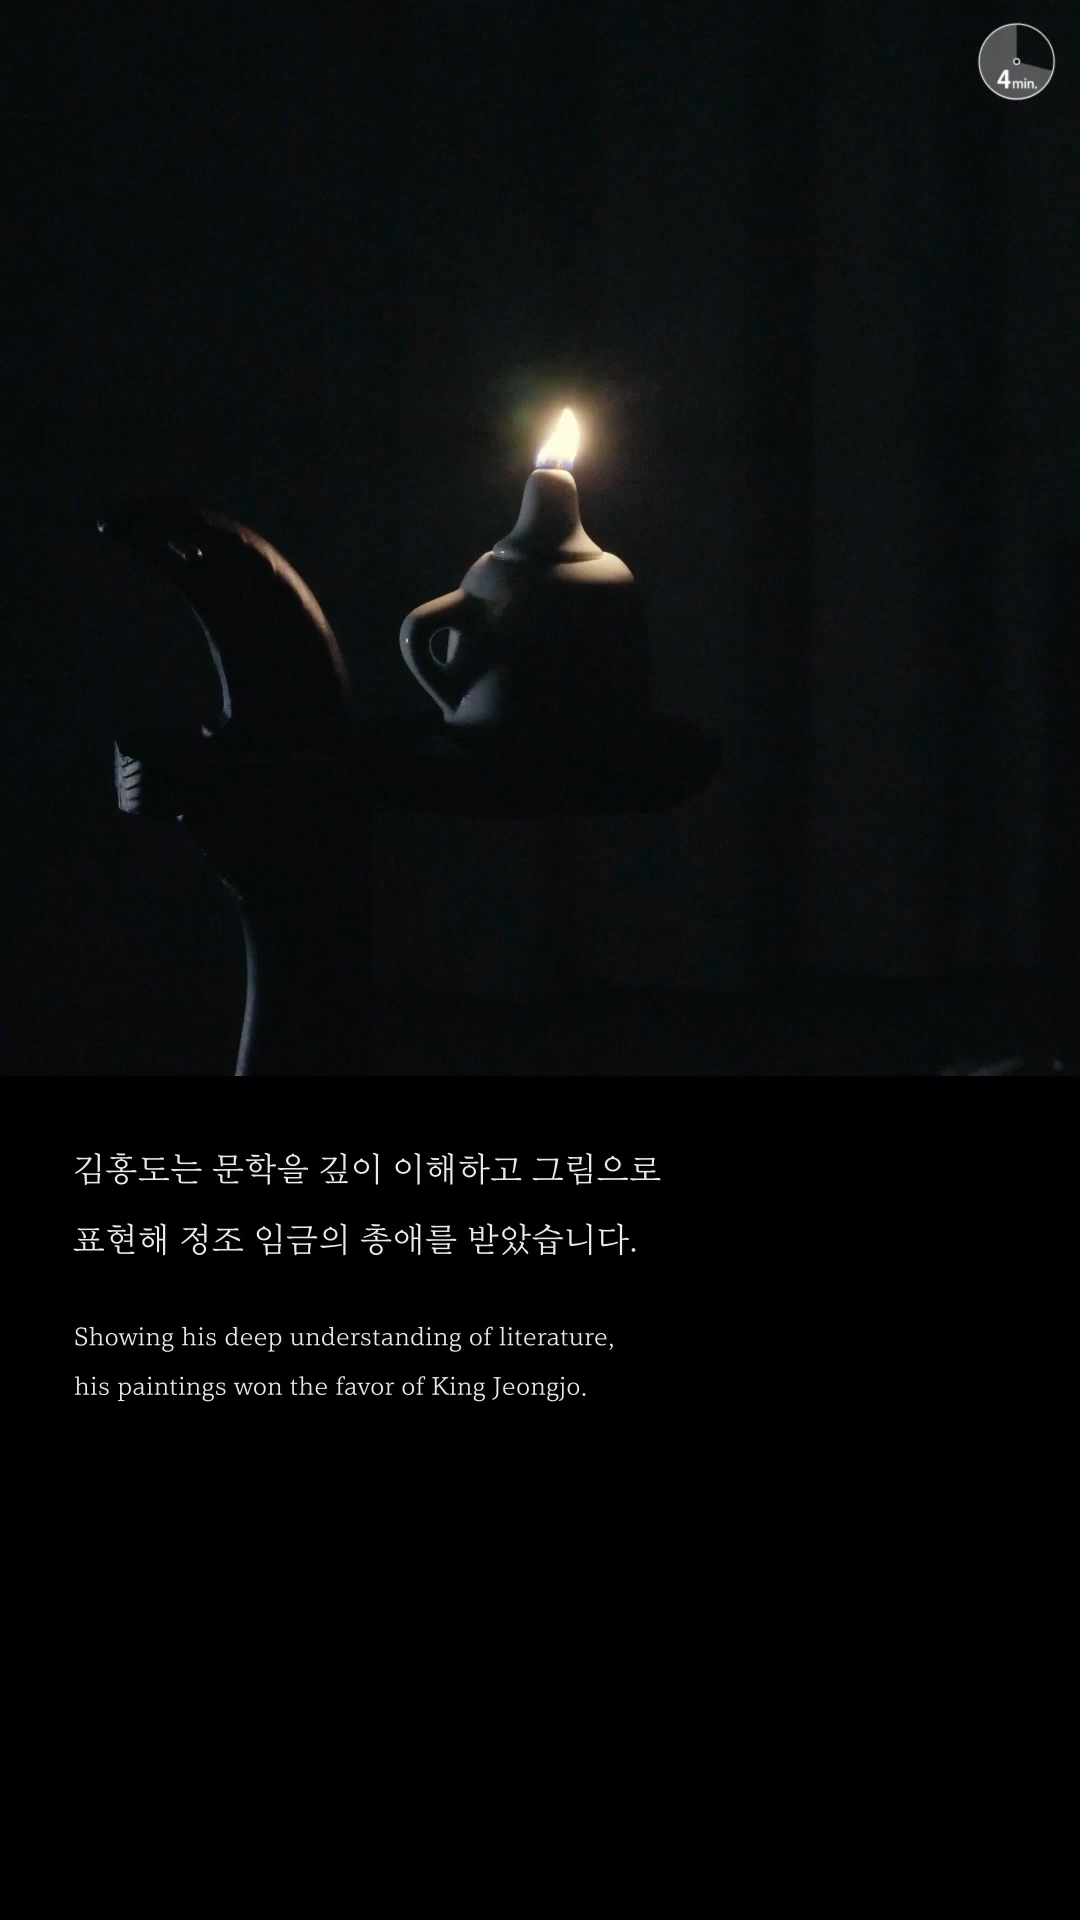 4 min.
김홍도는 문학을 깊이 이해하고 그림으로
표현해 정조 임금의 총애를 받았습니다.
Showing his deep understanding of literature,
his paintings won the favor of King Jeongjo.